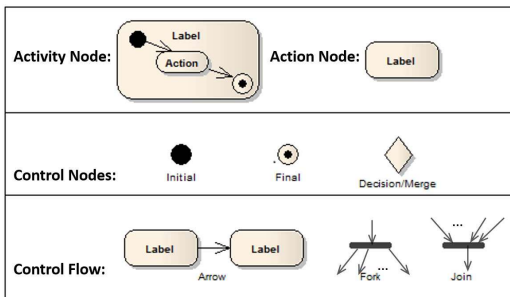 Label
Activity Node:
Action
Action Node:
Label
Control Nodes:
Initial
Final
Decision/Merge
Control Flow:
Label
Label
Arrow
...
Fork
...
Join